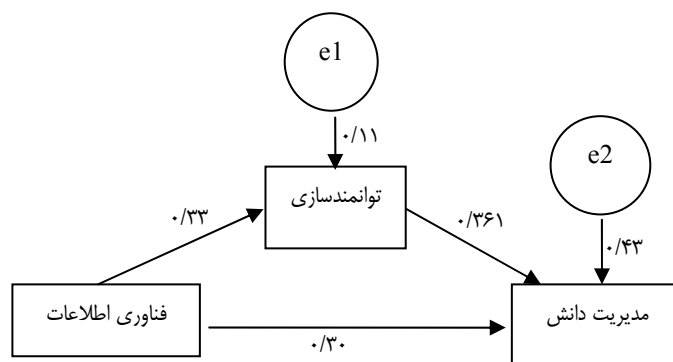 e1
۰/۱۱
e2
توانمندسازی
۰/۳۳
۰/۳۶۱
۰/۴۳
فناوری اطلاعات
مدیریت دانش
۰/۳۰